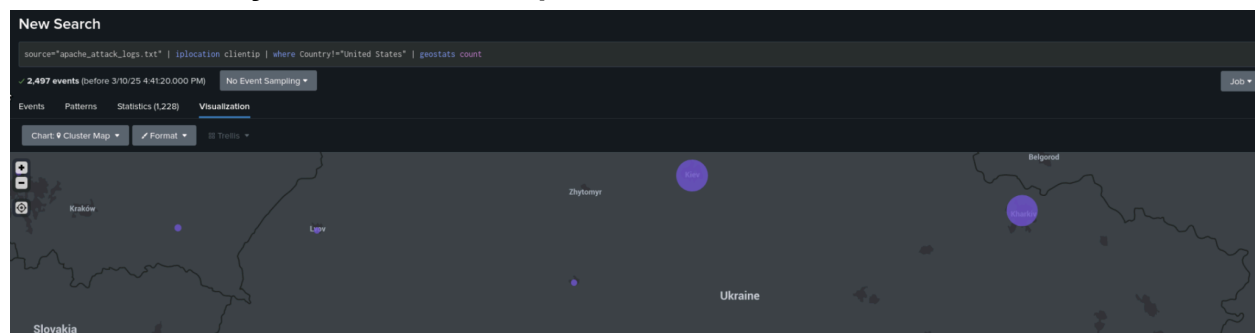 New Search
source="apache_attack_logs.txt" | iplocation clientip | where Country!="United States" | geostats count
✓ 2,497 events (before 3/10/25 4:41:20.000 PM) No Event Sampling ▾ Job ▾
Events Patterns Statistics (1,228) Visualization
Chart: Cluster Map ▾ Format ▾ Trellis ▾
+
Belgorod
Kiev
−
Zhytomyr
Kraków
Kharkiv
Lvov
Ukraine
Slovakia